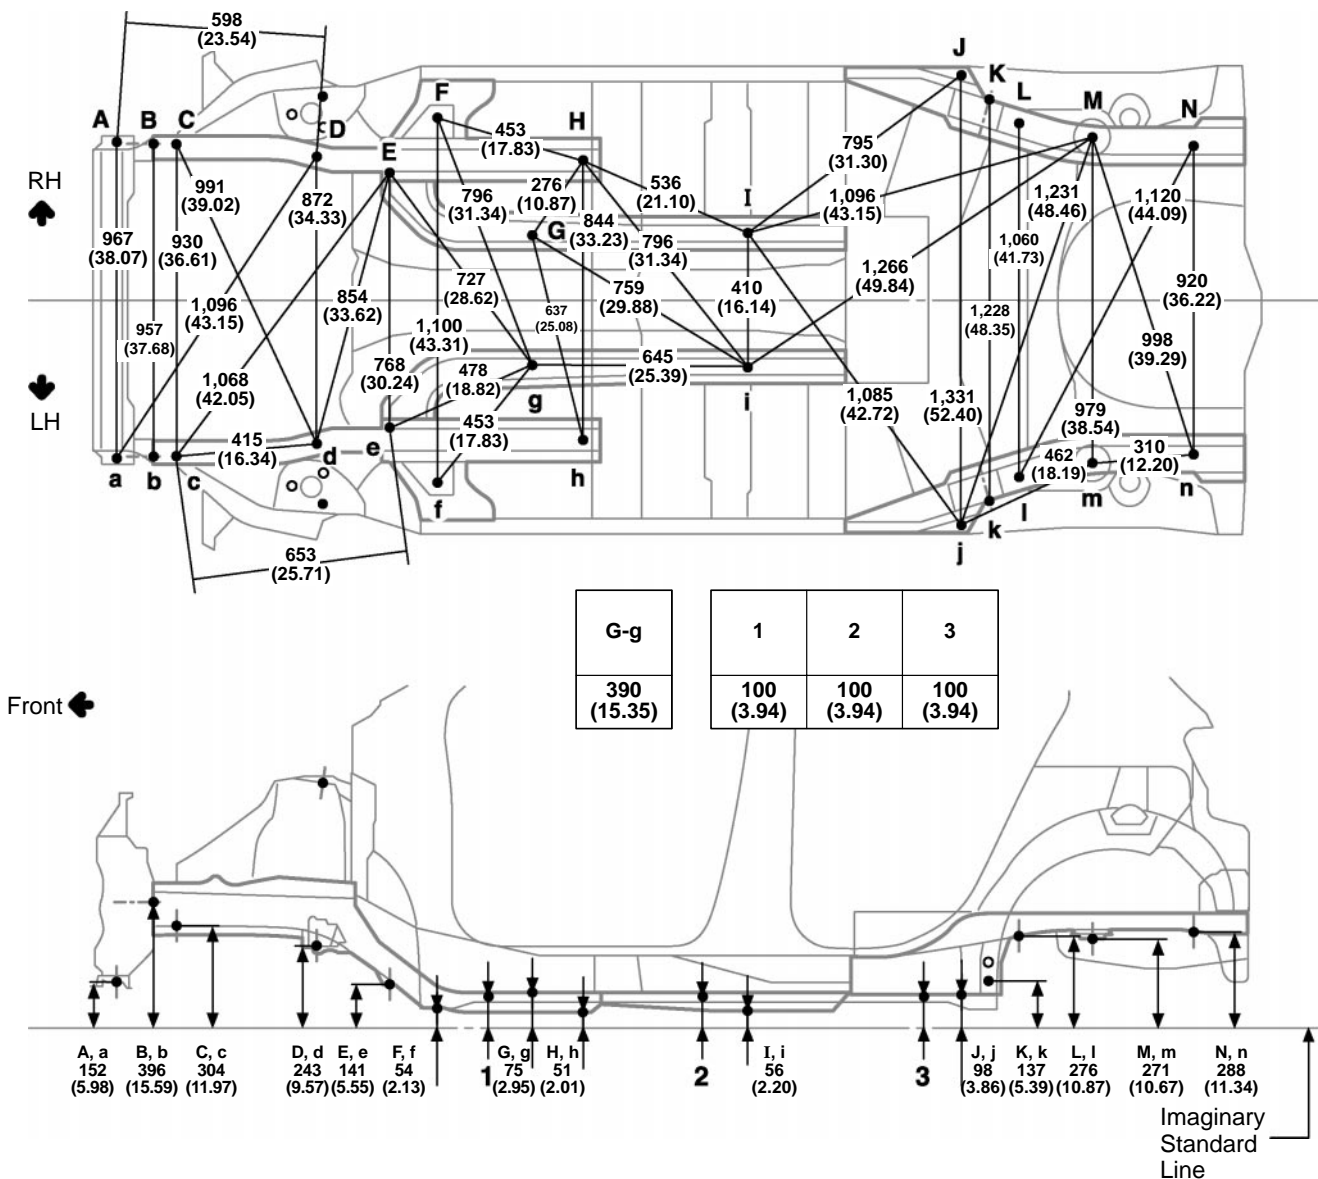 598
(23.54)
J
K
L
M
N
A
B
C
D
E
F
H
453
(17.83)
795
(31.30)
RH
991
(39.02)
872
(34.33)
796
(31.34)
276
(10.87)
536
(21.10)
I
1,096
(43.15)
1,231
(48.46)
1,120
(44.09)
G
844
(33.23)
967
(38.07)
930
(36.61)
796
(31.34)
1,060
(41.73)
727
(28.62)
759
(29.88)
410
(16.14)
1,266
(49.84)
920
(36.22)
1,096
(43.15)
854
(33.62)
957
(37.68)
1,100
(43.31)
637
(25.08)
1,228
(48.35)
998
(39.29)
768
(30.24)
478
(18.82)
645
(25.39)
1,068
(42.05)
LH
g
i
1,085
(42.72)
1,331
(52.40)
979
(38.54)
415
(16.34)
453
(17.83)
462
(18.19)
310
(12.20)
a
b
c
d
e
f
h
j
k
l
m
n
653
(25.71)
G-g
1
2
3
390
(15.35)
100
(3.94)
100
(3.94)
100
(3.94)
Front
A, a
152
(5.98)
B, b
396
(15.59)
C, c
304
(11.97)
D, d
243
(9.57)
E, e
141
(5.55)
F, f
54
(2.13)
1
G, g
75
(2.95)
H, h
51
(2.01)
2
I, i
56
(2.20)
3
J, j
98
(3.86)
K, k
137
(5.39)
L, l
276
(10.87)
M, m
271
(10.67)
N, n
288
(11.34)
Imaginary
Standard
Line